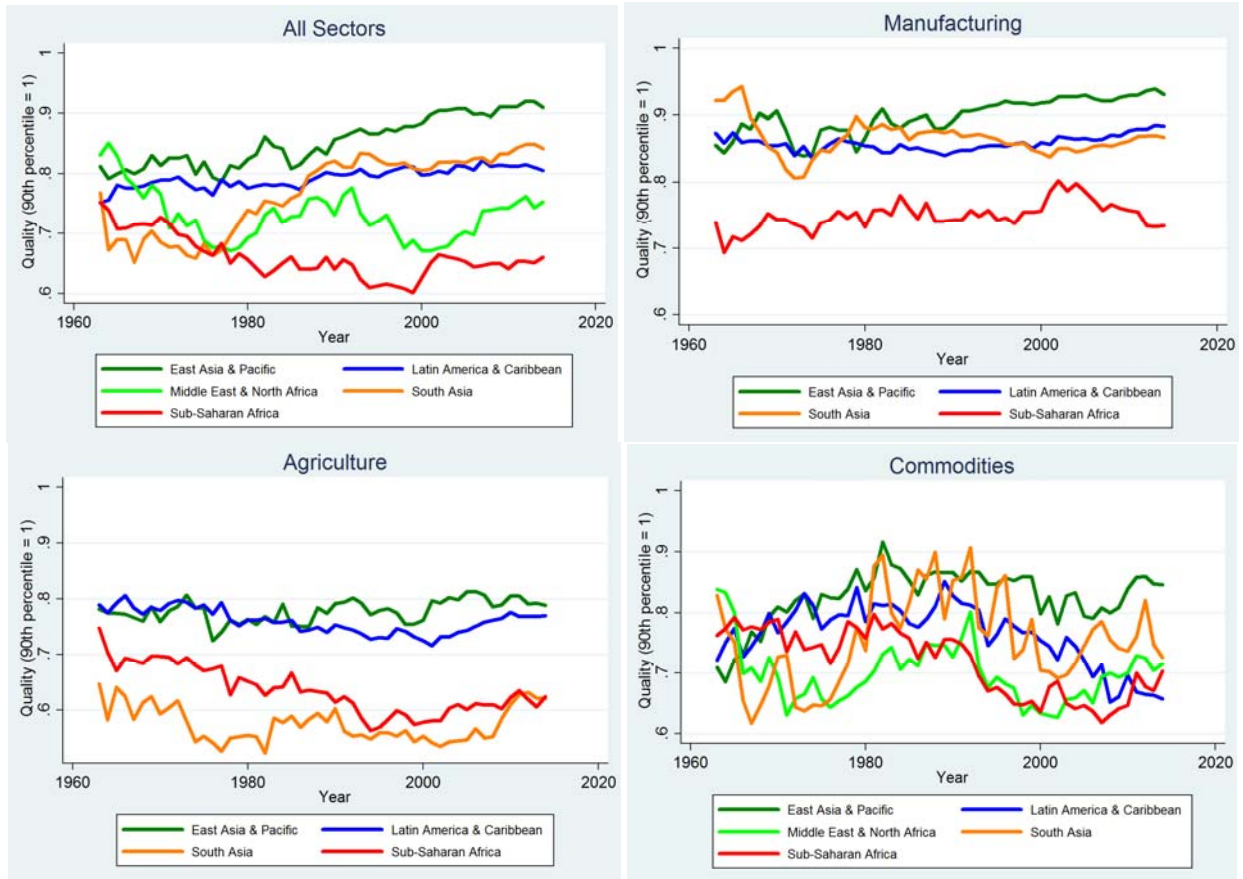 All Sectors
Quality (90th percentile = 1)
1
.9
.8
.7
.6
1960
1980
2000
2020
Year
East Asia & Pacific
Latin America & Caribbean
Middle East & North Africa
South Asia
Sub-Saharan Africa
Manufacturing
Quality (90th percentile = 1)
1
.9
.8
.7
.6
1960
1980
2000
2020
Year
East Asia & Pacific
Latin America & Caribbean
South Asia
Sub-Saharan Africa
Agriculture
Quality (90th percentile = 1)
1
.9
.8
.7
.6
1960
1980
2000
2020
Year
East Asia & Pacific
Latin America & Caribbean
South Asia
Sub-Saharan Africa
Commodities
Quality (90th percentile = 1)
1
.9
.8
.7
.6
1960
1980
2000
2020
Year
East Asia & Pacific
Latin America & Caribbean
Middle East & North Africa
South Asia
Sub-Saharan Africa